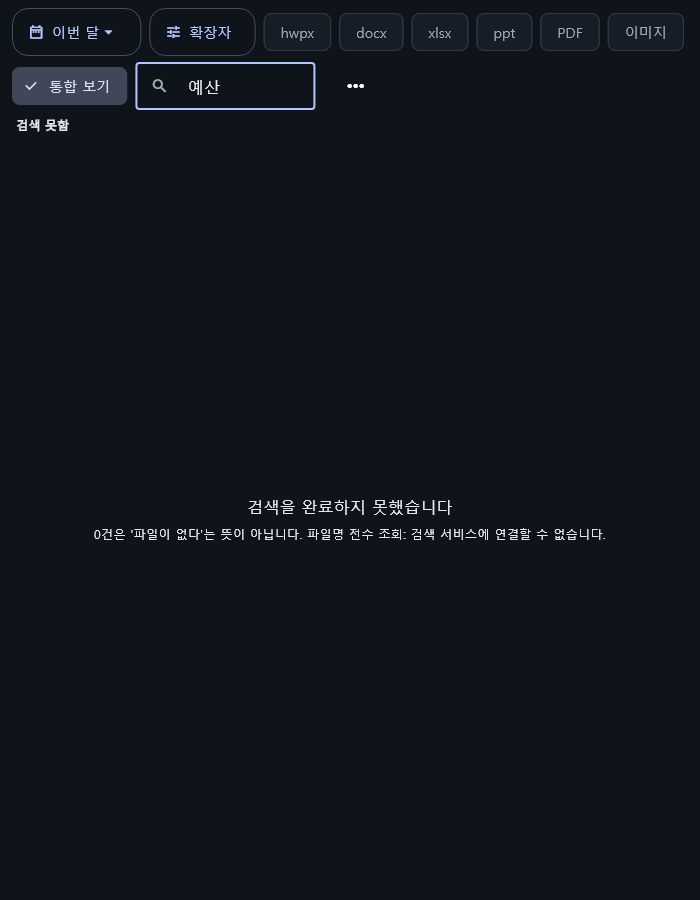 이번 달 확장자 hwpx docx xlsx ppt PDF 이미지
통합 보기 예산 •••
검색 못함
검색을 완료하지 못했습니다
0건은 '파일이 없다'는 뜻이 아닙니다. 파일명 전수 조회: 검색 서비스에 연결할 수 없습니다.